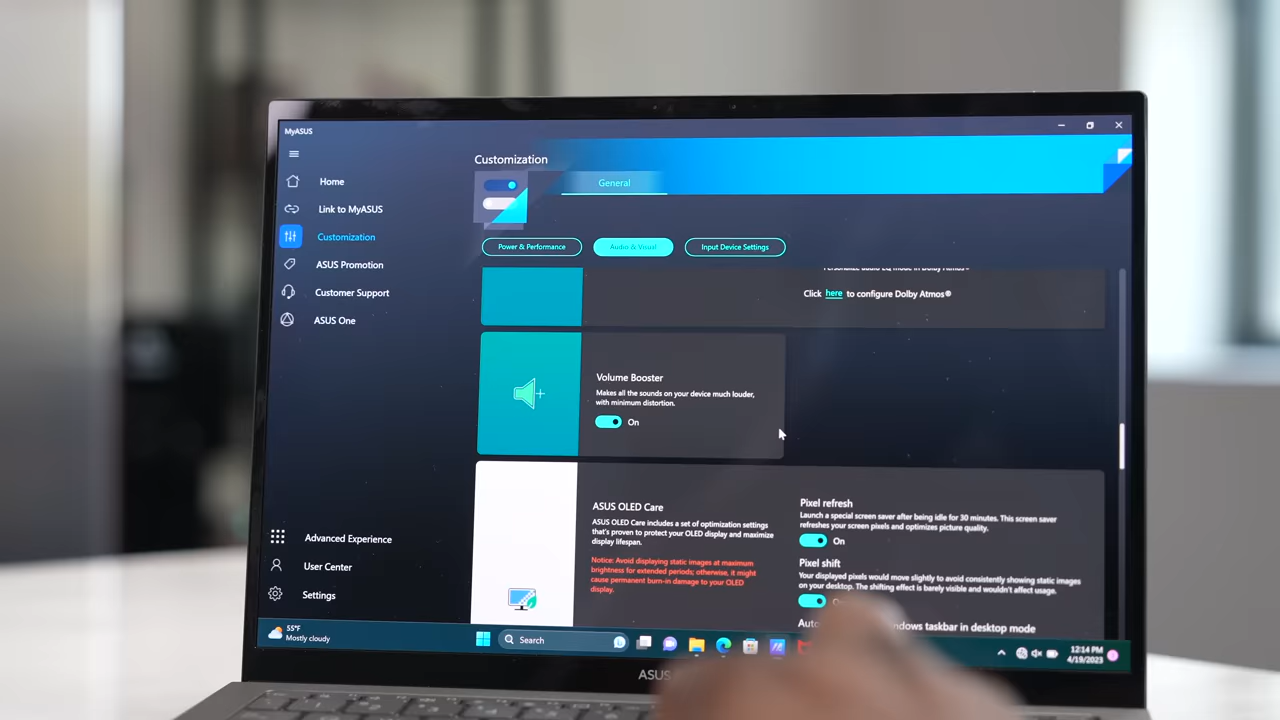 MyASUS
Home
Link to MyASUS
Customization
ASUS Promotion
Customer Support
ASUS One
Advanced Experience
User Center
Settings
Customization
General
Power & Performance
Audio & Visual
Input Device Settings
Personalize audio EQ mode in Dolby Atmos®
Click here to configure Dolby Atmos®
Volume Booster
Makes all the sounds on your device much louder,
with minimum distortion.
On
ASUS OLED Care
ASUS OLED Care includes a set of optimization settings
that's proven to protect your OLED display and maximize
display lifespan.
Notice: Avoid displaying static images at maximum
brightness for extended periods; otherwise, it might
cause permanent burn-in damage to your OLED
display.
Pixel refresh
Launch a special screen saver after being idle for 30 minutes. This screen saver
refreshes your screen pixels and optimizes picture quality.
On
Pixel shift
Your displayed pixels would move slightly to avoid consistently showing static images
on your desktop. The shifting effect is barely visible and wouldn't affect usage.
ndows taskbar in desktop mode
55°F
Mostly cloudy
Search
12:14 PM
4/19/2023
ASUS